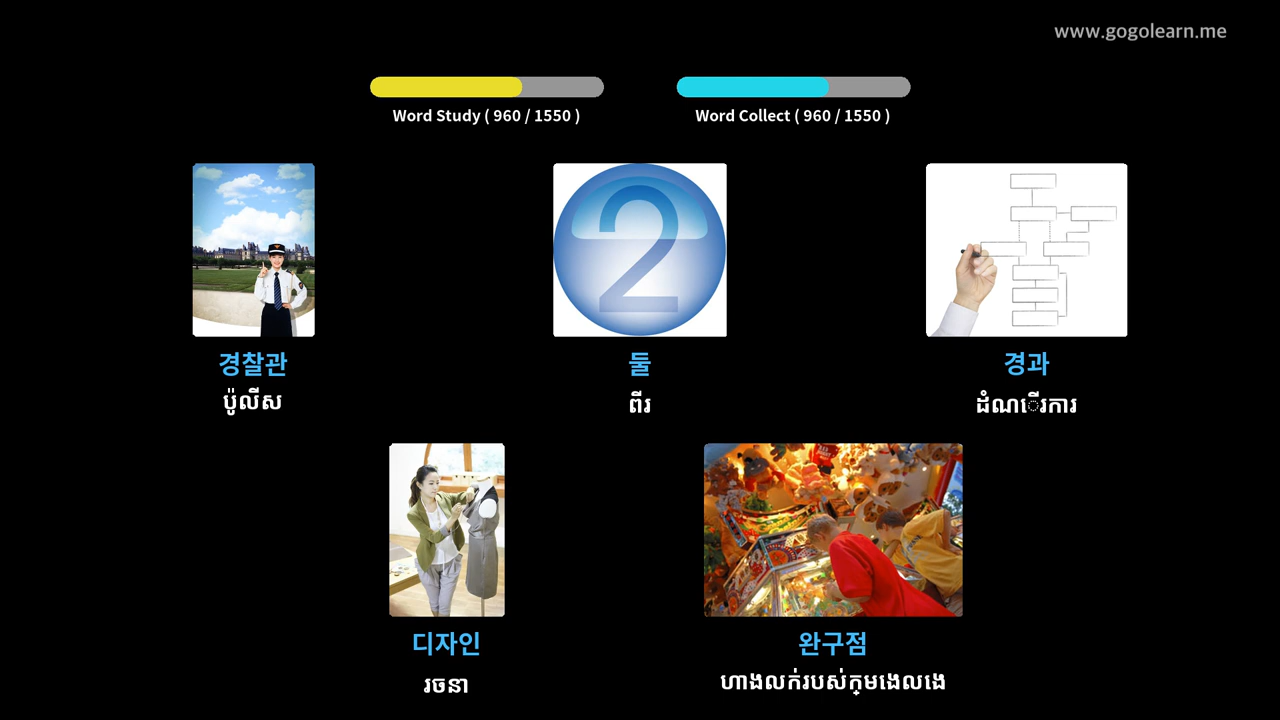 www.gogolearn.me
Word Study ( 960 / 1550 )
Word Collect ( 960 / 1550 )
2
경찰관
ប៉ូលីស
둘
ពីរ
경과
ដំណេីរការ
디자인
រចនា
완구점
ហាងលក់របស់ក្មេងលេង